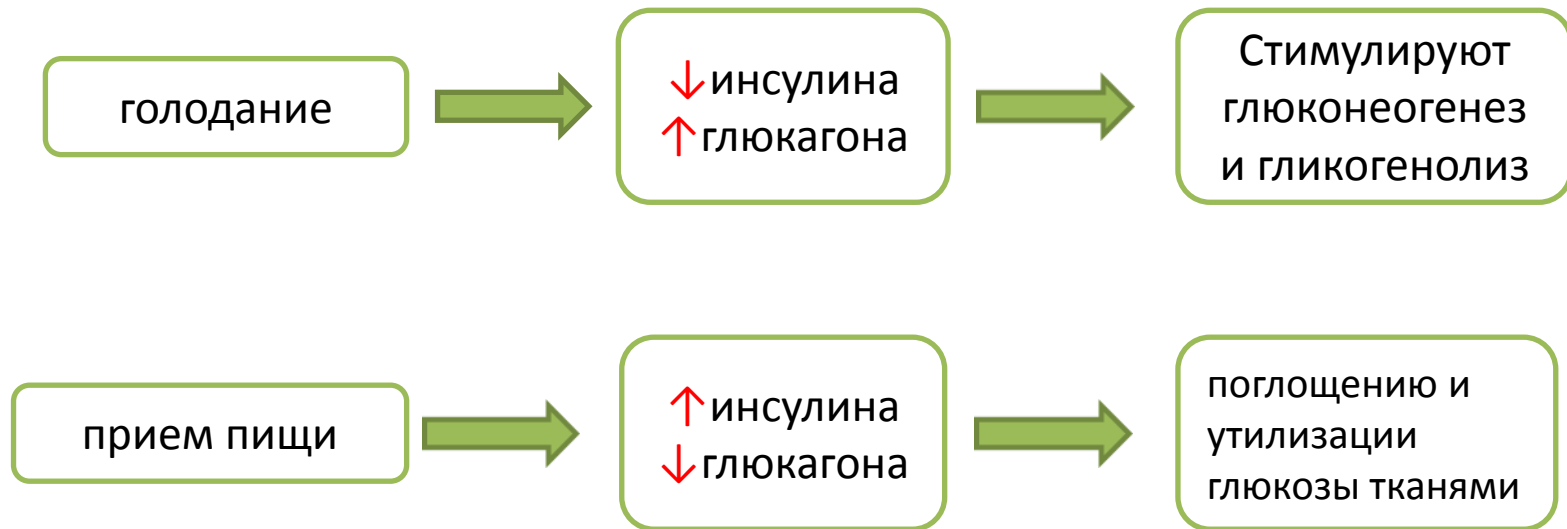 голодание
↓инсулина
↑глюкагона
Стимулируют
глюконеогенез
и гликогенолиз
прием пищи
↑инсулина
↓глюкагона
поглощению и
утилизации
глюкозы тканями